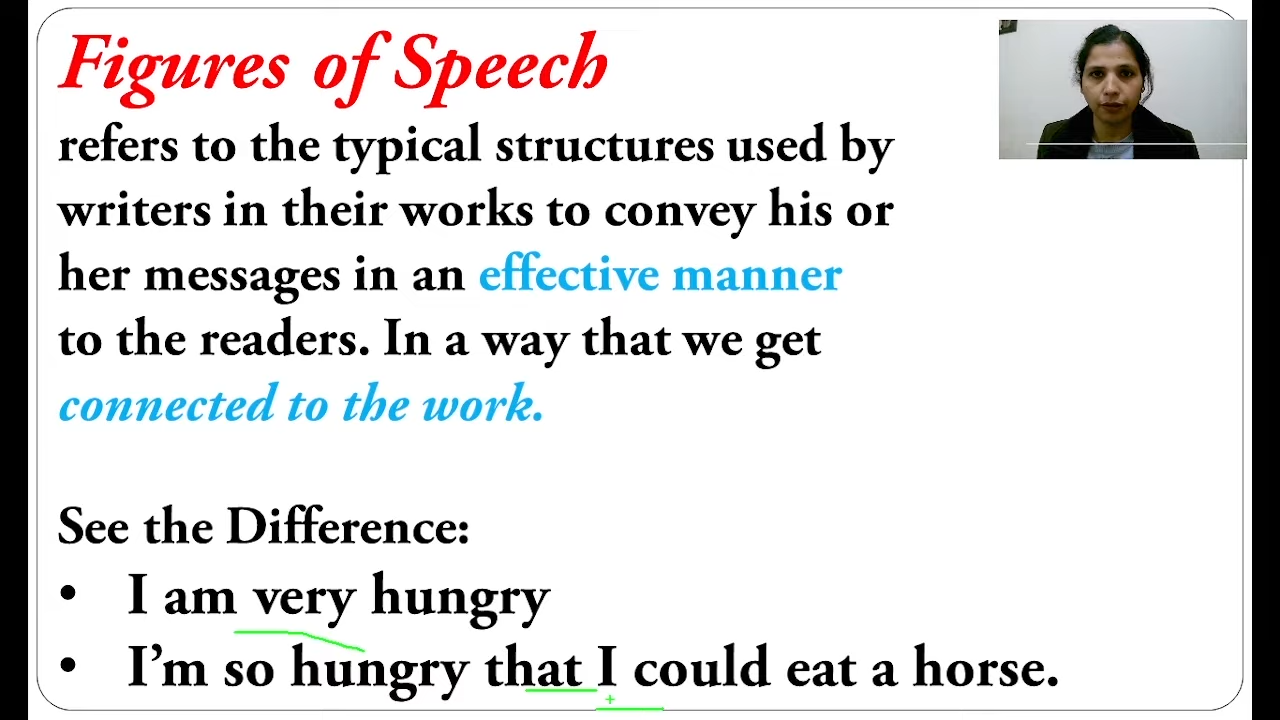 Figures of Speech
refers to the typical structures used by
writers in their works to convey his or
her messages in an effective manner
to the readers. In a way that we get
connected to the work.
See the Difference:
• I am very hungry
• I’m so hungry that I could eat a horse.